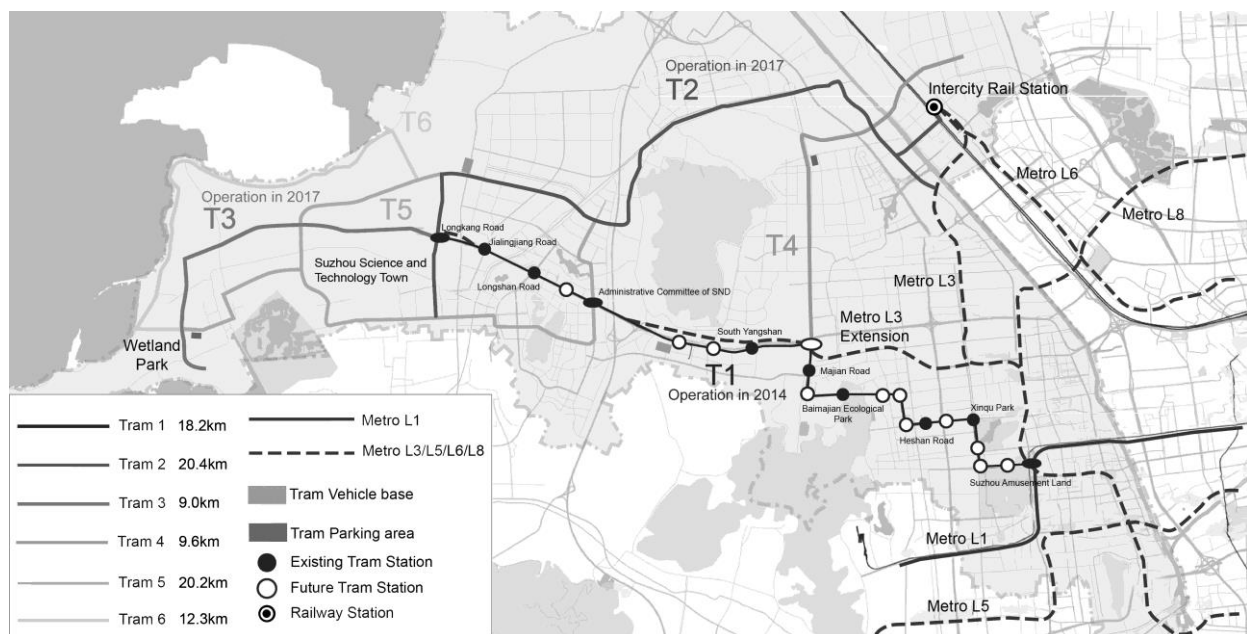 Operation in 2017
T2
Intercity Rail Station
T6
Metro L6
Operation in 2017
T3
T5
Metro L8
Longkang Road
Jialingjiang Road
T4
Suzhou Science and
Technology Town
Longshan Road
Administrative Committee of SND
Metro L3
Metro L3
Extension
South Yangshan
Wetland
Park
T1
Majian Road
Operation in 2014
Baimajian Ecological
Park
Xinqu Park
Heshan Road
Suzhou Amusement Land
Metro L1
Metro L5
Tram 1 18.2km
Tram 2 20.4km
Tram 3 9.0km
Tram 4 9.6km
Tram 5 20.2km
Tram 6 12.3km
Metro L1
Metro L3/L5/L6/L8
Tram Vehicle base
Tram Parking area
Existing Tram Station
Future Tram Station
Railway Station